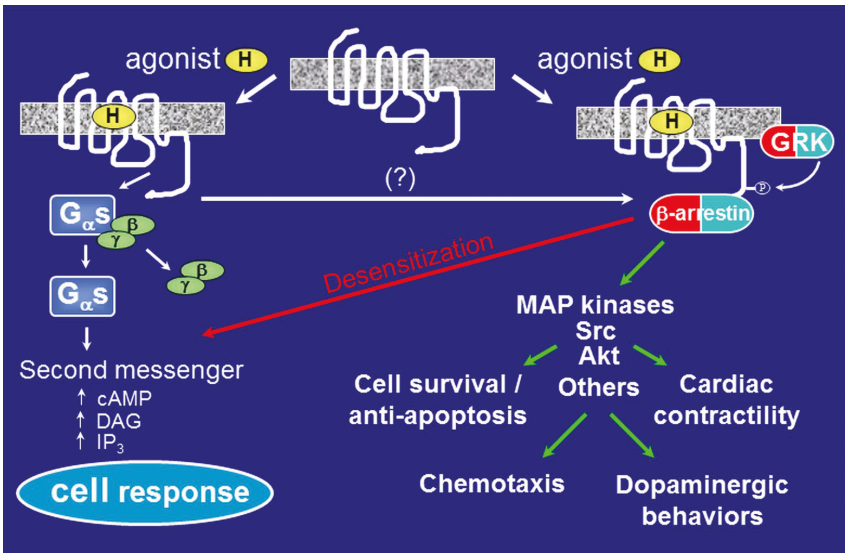 agonist H
agonist H
H
H
GRK
P
(?)
Gαs
β
γ
β-arrestin
β
γ
Desensitization
Gαs
MAP kinases
Src
Akt
Others
Second messenger
↑ cAMP
↑ DAG
↑ IP₃
Cell survival /
anti-apoptosis
Cardiac
contractility
cell response
Chemotaxis
Dopaminergic
behaviors